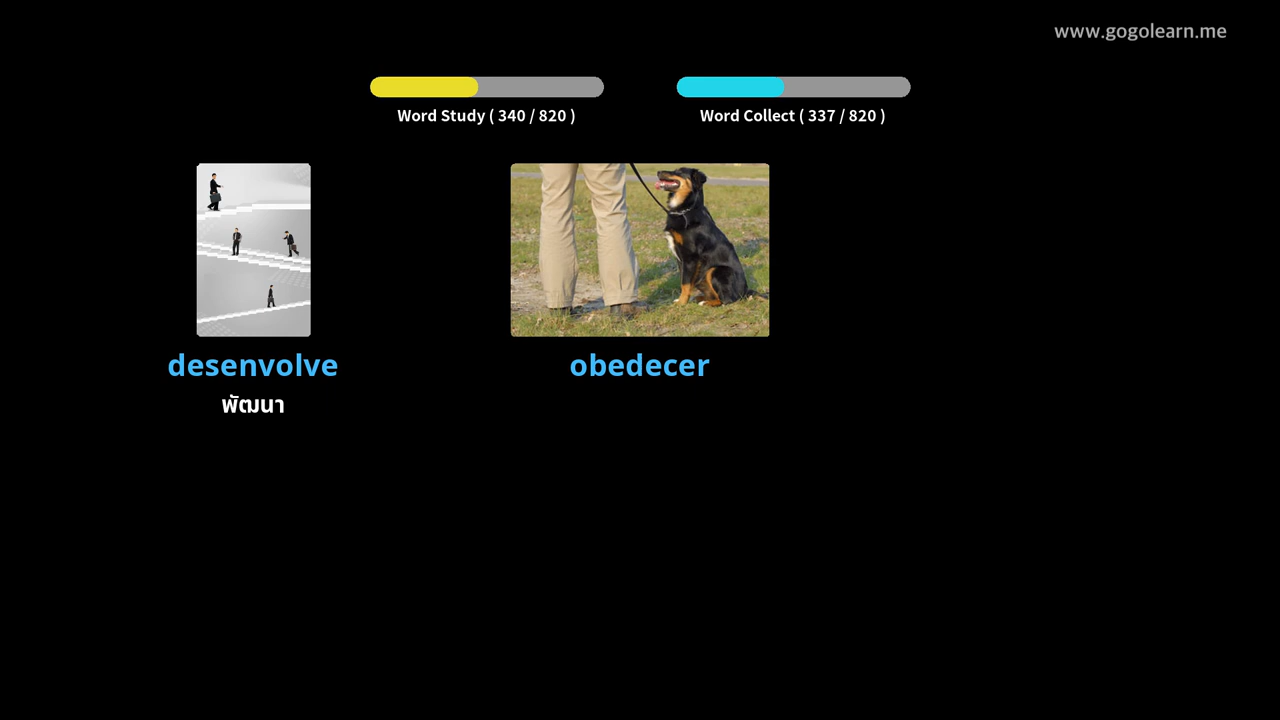 www.gogolearn.me
Word Study ( 340 / 820 )
Word Collect ( 337 / 820 )
desenvolve
พัฒนา
obedecer